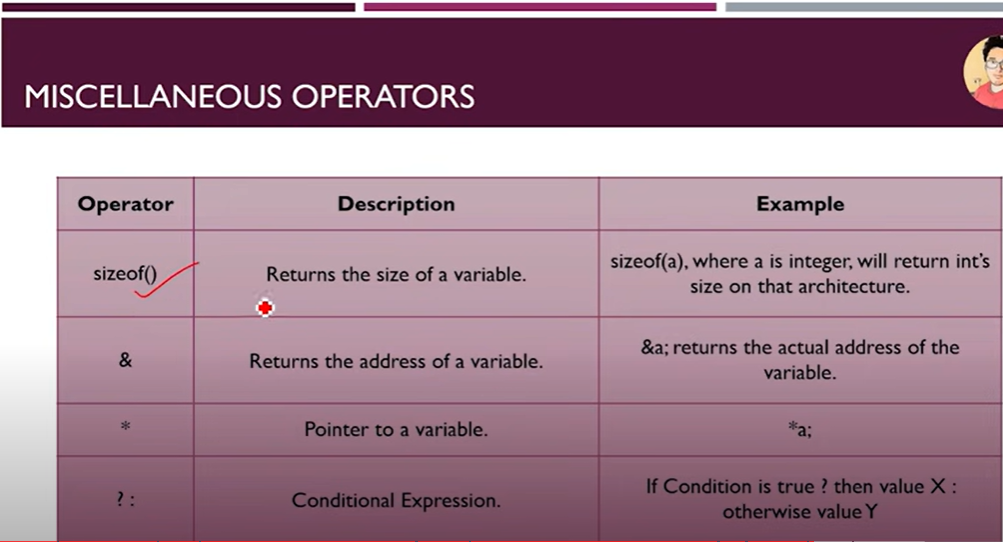 MISCELLANEOUS OPERATORS
Operator
Description
Example
sizeof()
Returns the size of a variable.
sizeof(a), where a is integer, will return int's
size on that architecture.
&
Returns the address of a variable.
&a; returns the actual address of the
variable.
*
Pointer to a variable.
*a;
? :
Conditional Expression.
If Condition is true ? then value X :
otherwise value Y